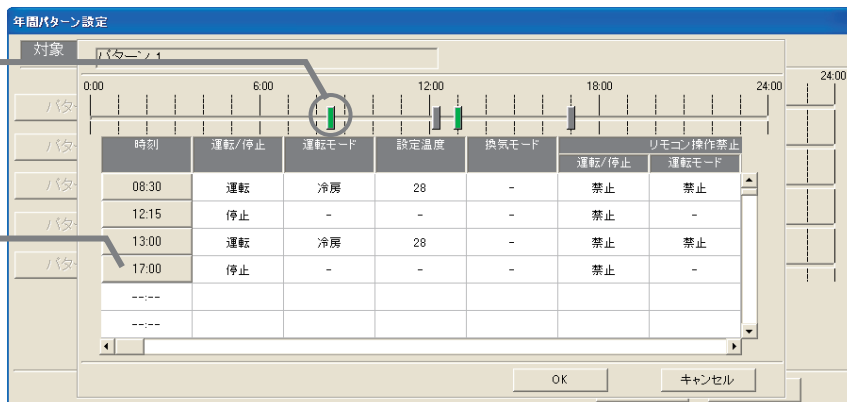 年間パターン設定
対象
パターン 1
0:00 6:00 12:00 18:00 24:00
24:00
時刻 運転/停止 運転モード 設定温度 換気モード リモコン操作禁止
運転/停止 運転モード
08:30 運転 冷房 28 - 禁止 禁止
12:15 停止 - - - 禁止 -
13:00 運転 冷房 28 - 禁止 禁止
17:00 停止 - - - 禁止 -
--:--
--:--
パタ
パタ
パタ
パタ
パタ
OK キャンセル